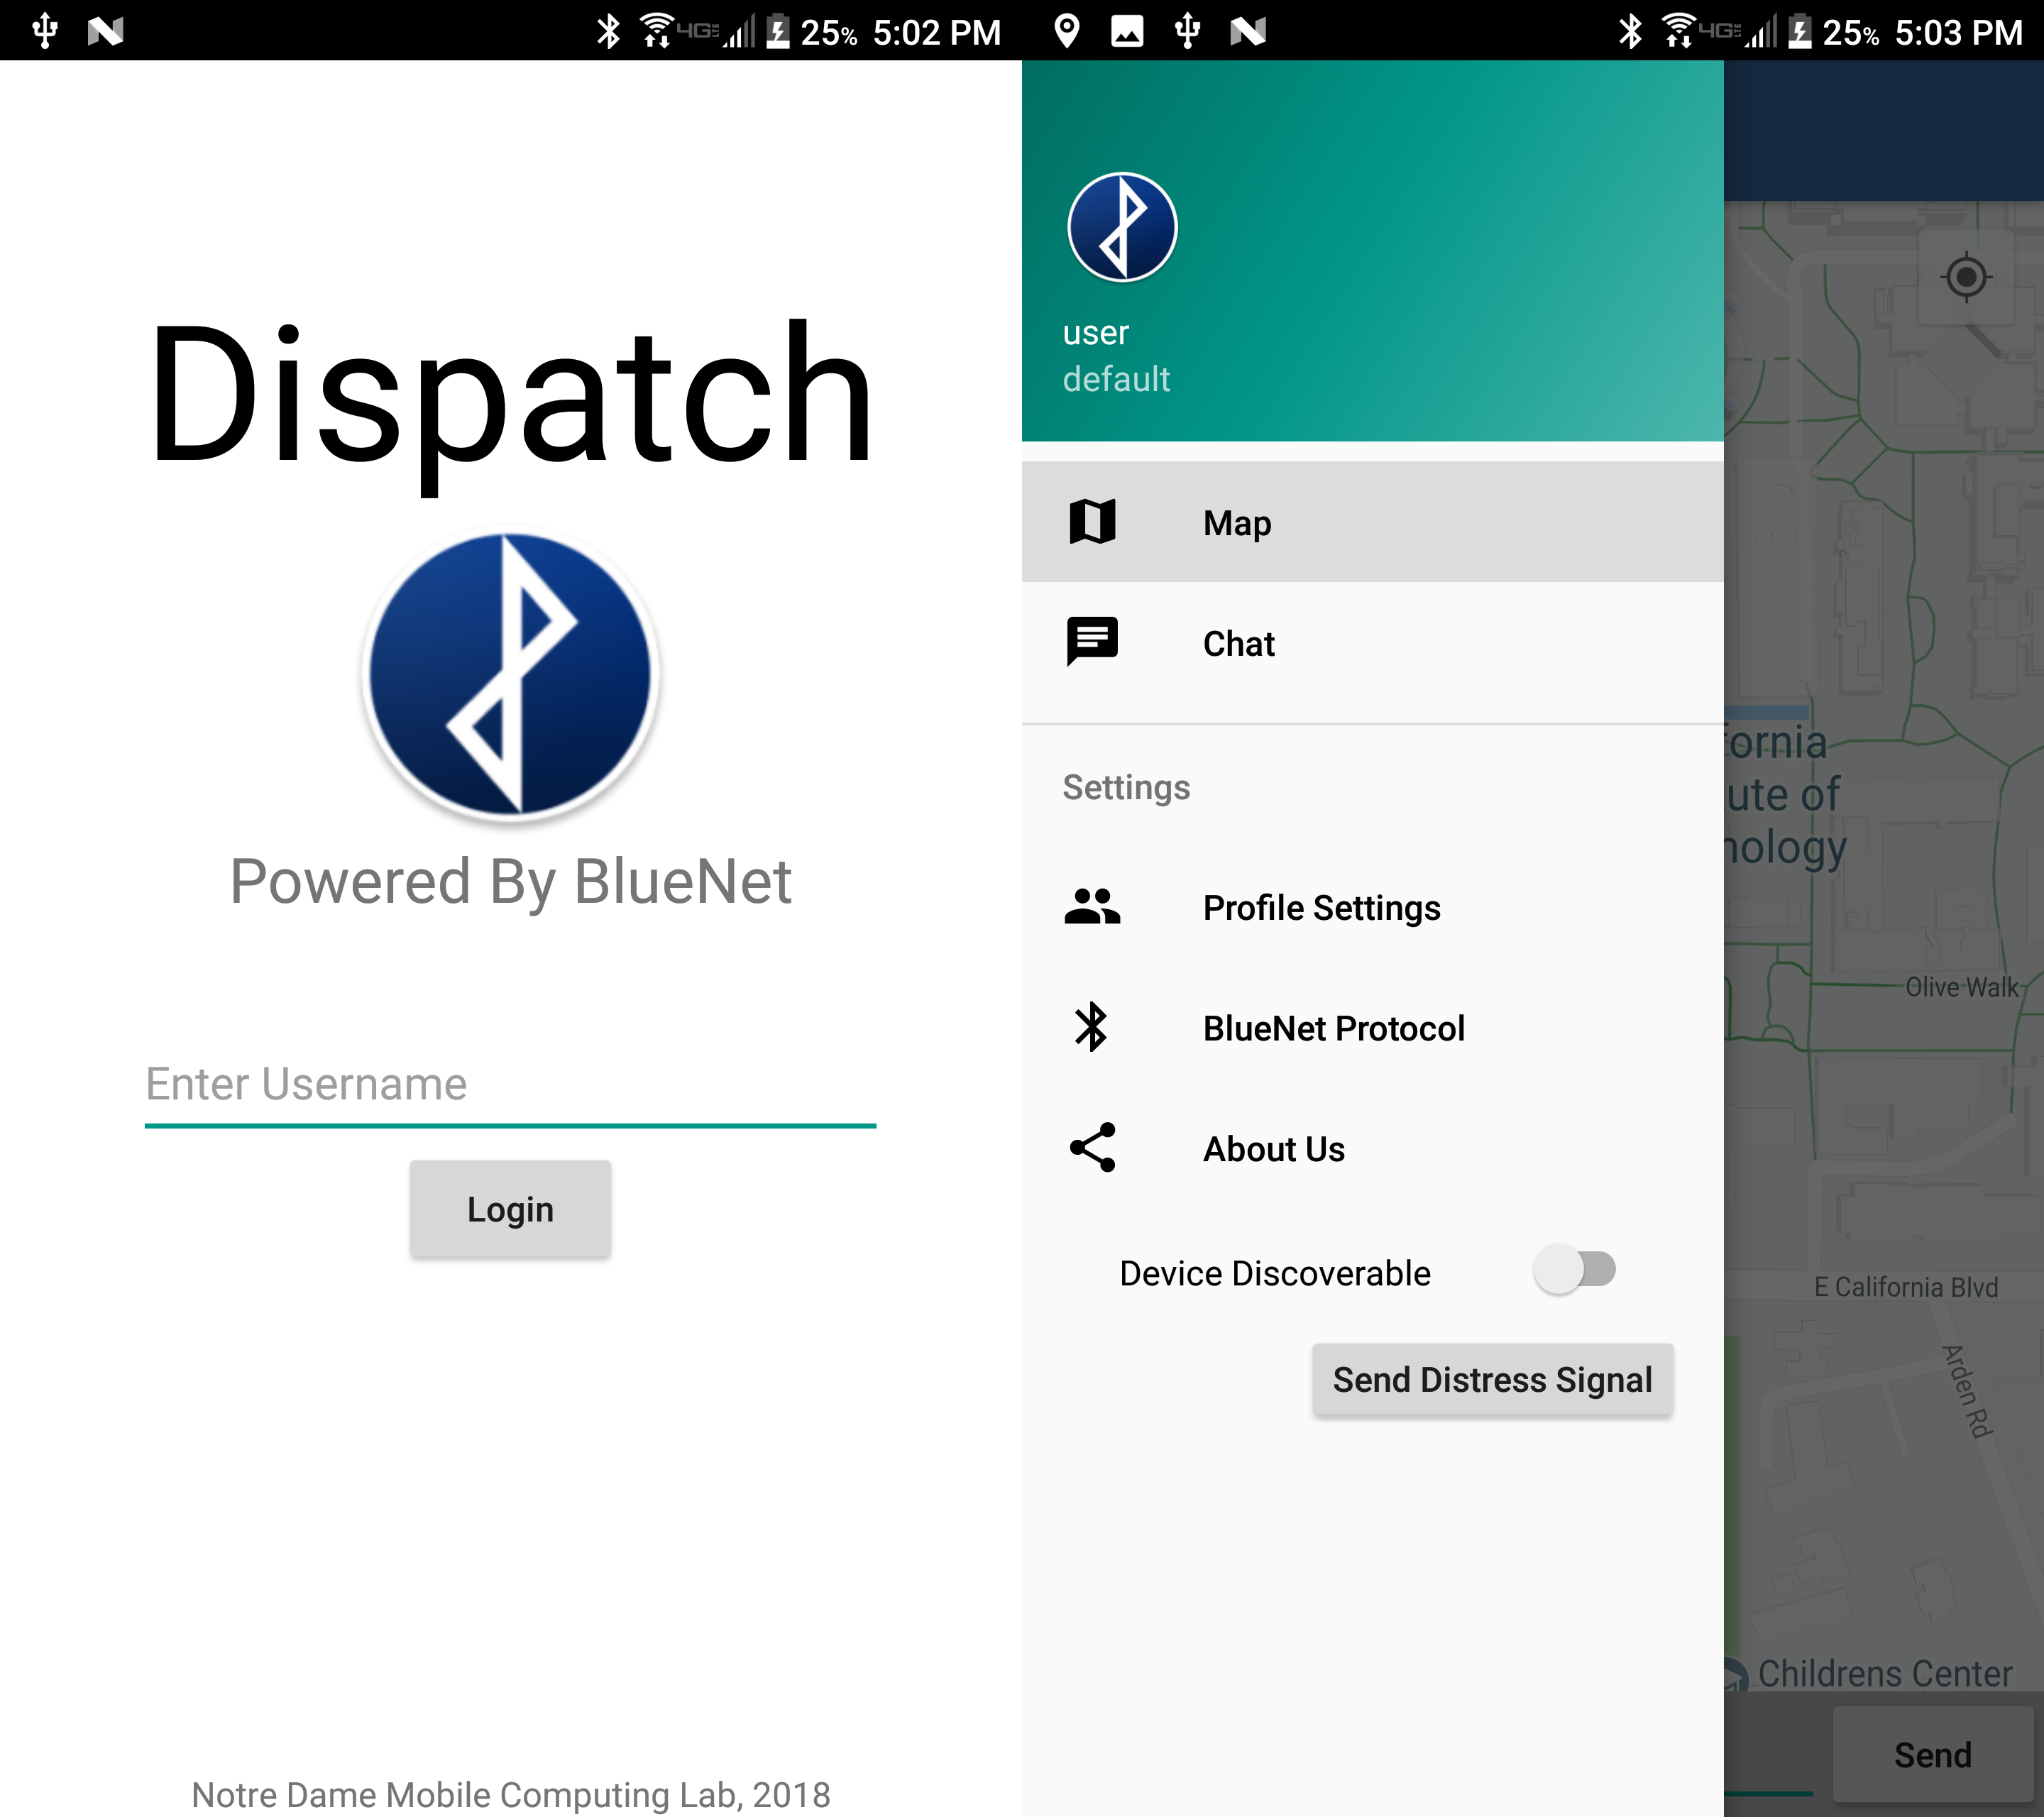 25% 5:02 PM
Dispatch
Powered By BlueNet
Enter Username
Login
Notre Dame Mobile Computing Lab, 2018
4G 25% 5:03 PM
user
default
Map
Chat
Settings
Profile Settings
BlueNet Protocol
About Us
Device Discoverable
Send Distress Signal
fornia
ute of
nology
Olive Walk
E California Blvd
Arden Rd
Childrens Center
Send